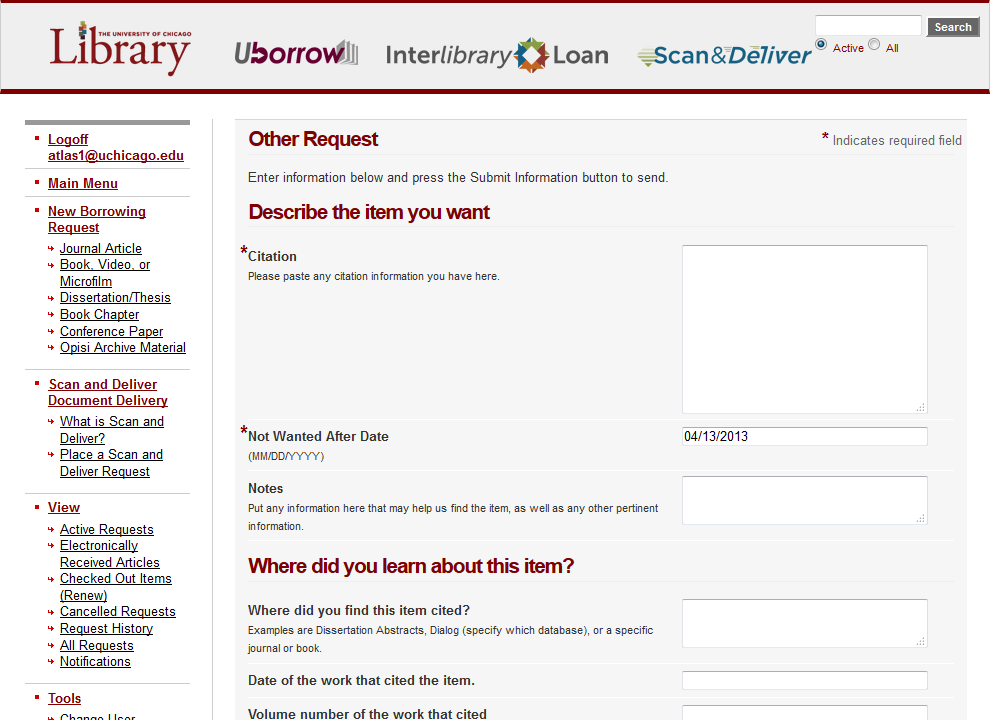 THE UNIVERSITY OF CHICAGO
Library
Uborrow
Interlibrary Loan
Scan&Deliver
Search
Active All
Logoff
atlas1@uchicago.edu
Main Menu
New Borrowing
Request
Journal Article
Book, Video, or
Microfilm
Dissertation/Thesis
Book Chapter
Conference Paper
Opisi Archive Material
Scan and Deliver
Document Delivery
What is Scan and
Deliver?
Place a Scan and
Deliver Request
View
Active Requests
Electronically
Received Articles
Checked Out Items
(Renew)
Cancelled Requests
Request History
All Requests
Notifications
Tools
Change User
Other Request
* Indicates required field
Enter information below and press the Submit Information button to send.
Describe the item you want
*Citation
Please paste any citation information you have here.
*Not Wanted After Date
04/13/2013
(MM/DD/YYYY)
Notes
Put any information here that may help us find the item, as well as any other pertinent
information.
Where did you learn about this item?
Where did you find this item cited?
Examples are Dissertation Abstracts, Dialog (specify which database), or a specific
journal or book.
Date of the work that cited the item.
Volume number of the work that cited